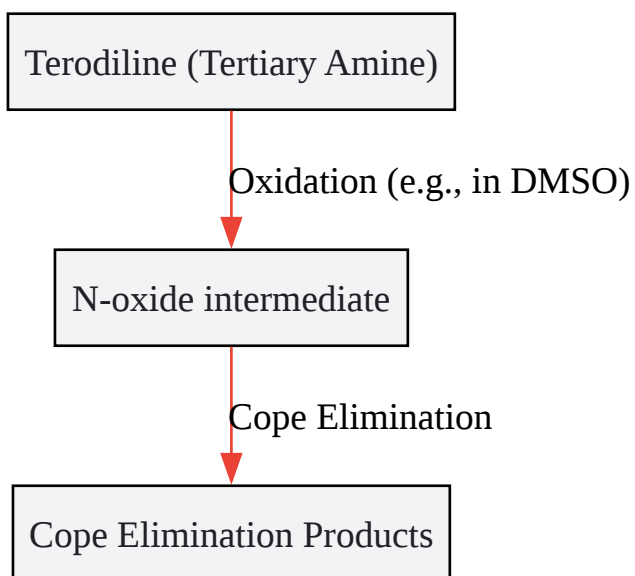 Terodiline (Tertiary Amine)
Oxidation (e.g., in DMSO)
N-oxide intermediate
Cope Elimination
Cope Elimination Products